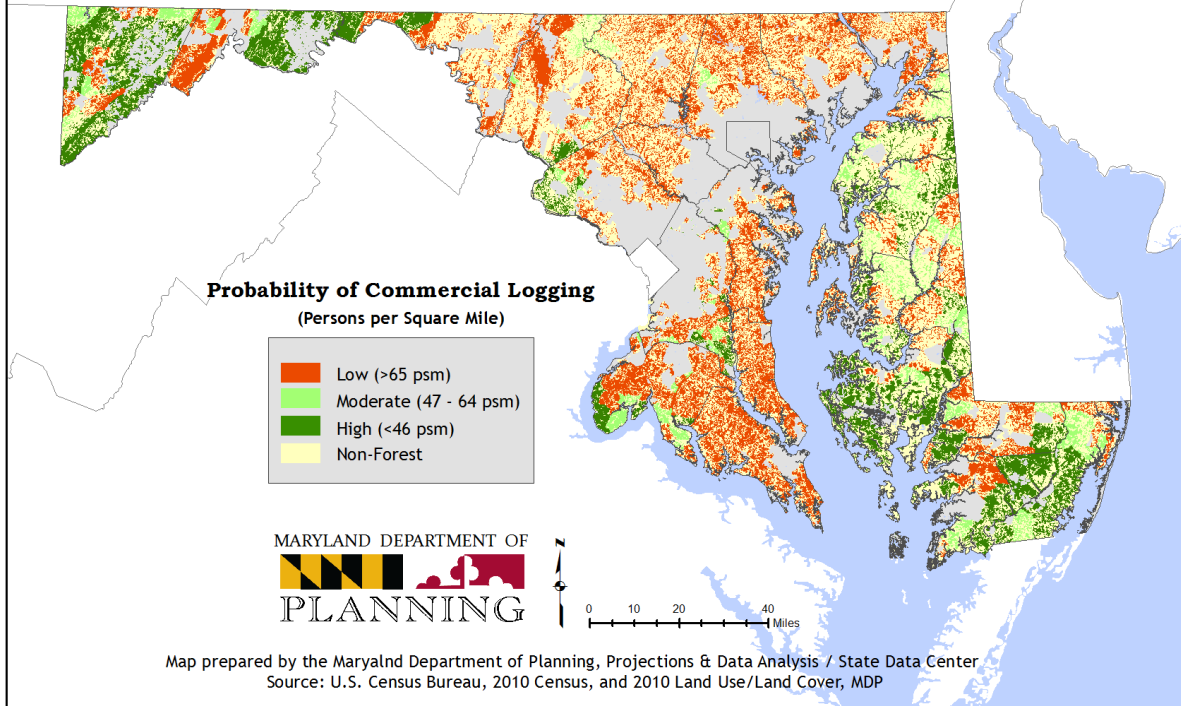 Probability of Commercial Logging
(Persons per Square Mile)
Low (>65 psm)
Moderate (47 - 64 psm)
High (<46 psm)
Non-Forest
MARYLAND DEPARTMENT OF
PLANNING
N
0 10 20 40
Miles
Map prepared by the Maryalnd Department of Planning, Projections & Data Analysis / State Data Center
Source: U.S. Census Bureau, 2010 Census, and 2010 Land Use/Land Cover, MDP